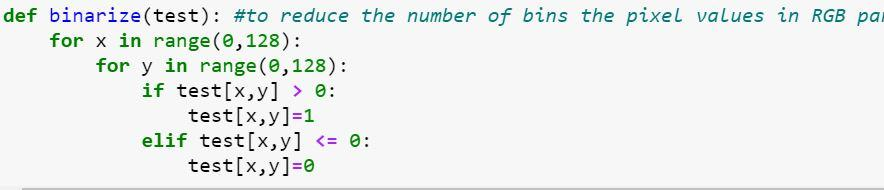 def binarize(test): #to reduce the number of bins the pixel values in RGB
for x in range(0,128):
for y in range(0,128):
if test[x,y] > 0:
test[x,y]=1
elif test[x,y] <= 0:
test[x,y]=0